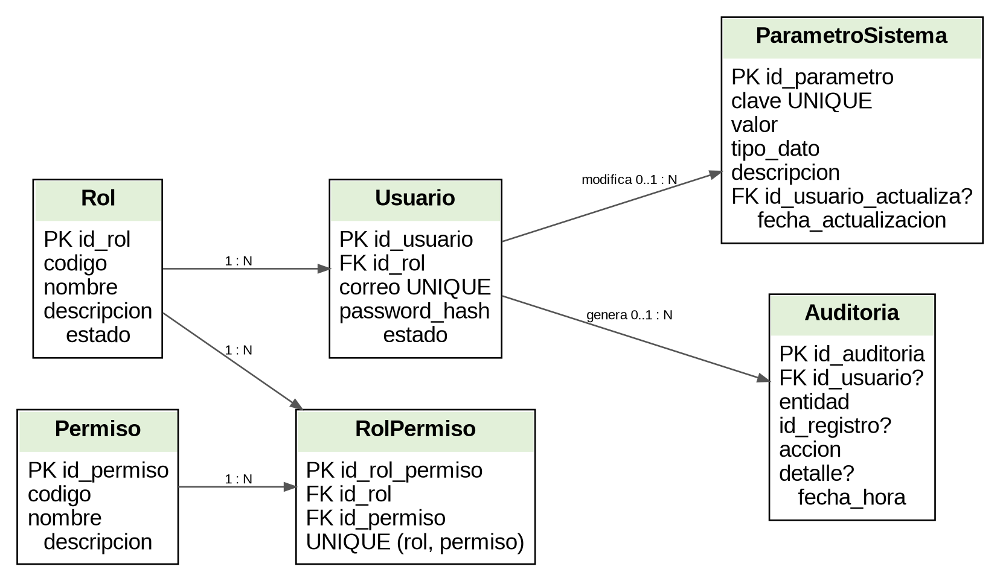 ParametroSistema
PK id_parametro
clave UNIQUE
valor
tipo_dato
descripcion
FK id_usuario_actualiza?
fecha_actualizacion
Rol
PK id_rol
codigo
nombre
descripcion
estado
1 : N
1 : N
Usuario
PK id_usuario
FK id_rol
correo UNIQUE
password_hash
estado
modifica 0..1 : N
genera 0..1 : N
Auditoria
PK id_auditoria
FK id_usuario?
entidad
id_registro?
accion
detalle?
fecha_hora
Permiso
PK id_permiso
codigo
nombre
descripcion
1 : N
RolPermiso
PK id_rol_permiso
FK id_rol
FK id_permiso
UNIQUE (rol, permiso)